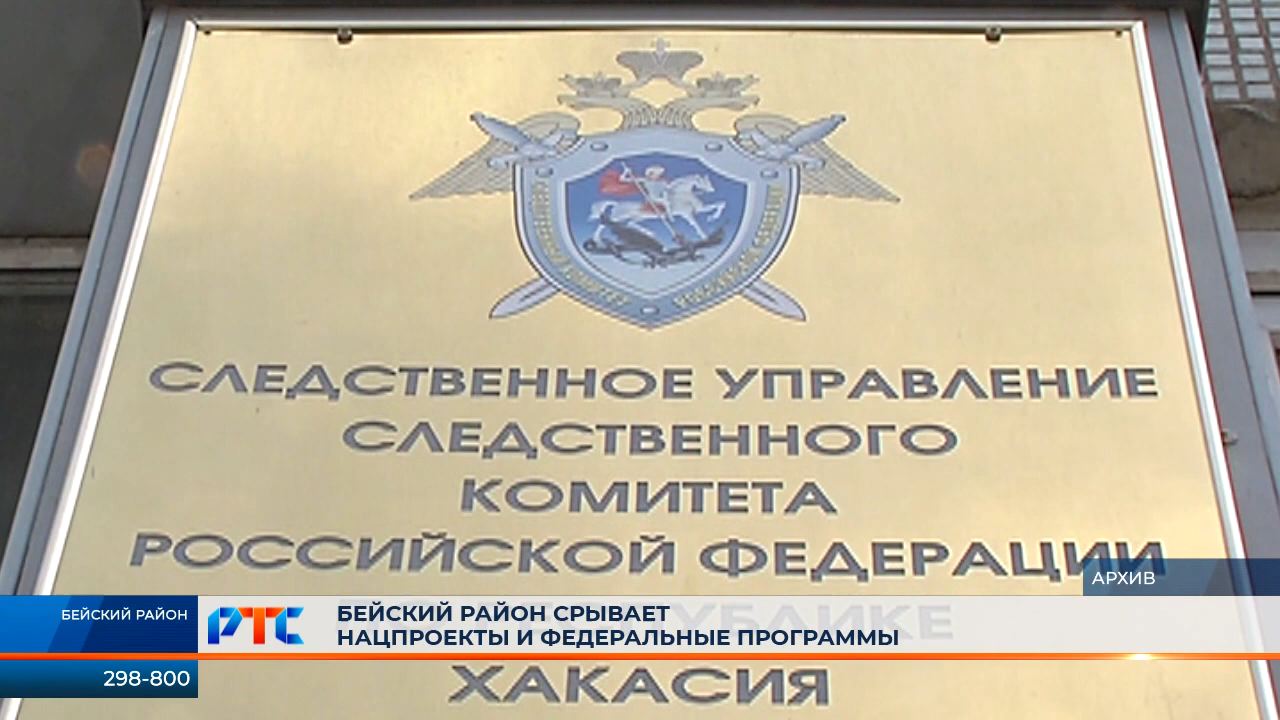 СЛЕДСТВЕННОЕ УПРАВЛЕНИЕ
СЛЕДСТВЕННОГО
КОМИТЕТА
РОССИЙСКОЙ ФЕДЕРАЦИИ
АРХИВ
БЕЙСКИЙ РАЙОН
РТС
БЕЙСКИЙ РАЙОН СРЫВАЕТ
НАЦПРОЕКТЫ И ФЕДЕРАЛЬНЫЕ ПРОГРАММЫ
298-800
ХАКАСИЯ